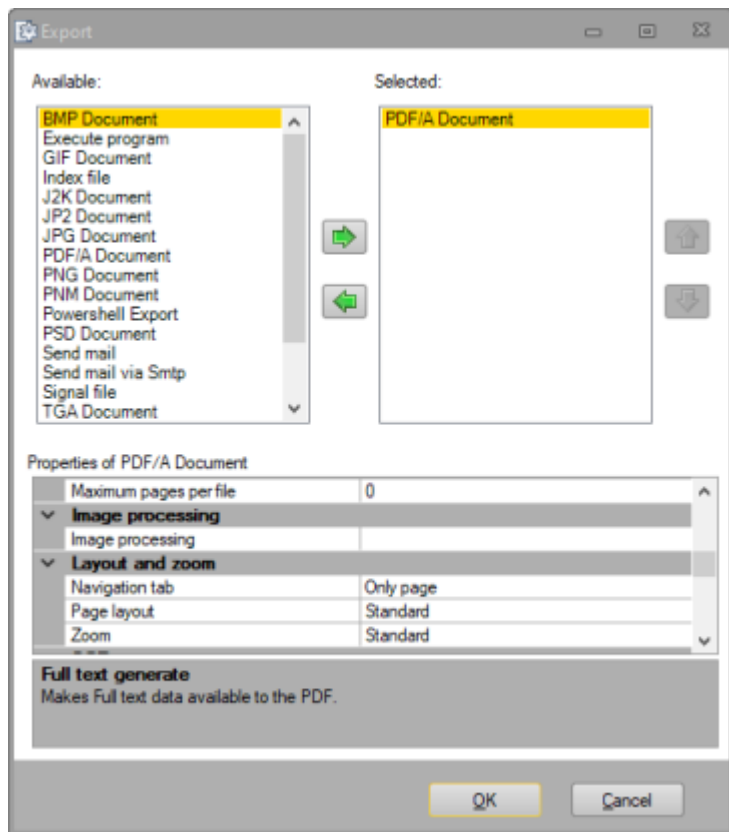 Export
Available:
Selected:
BMP Document
Execute program
GIF Document
Index file
J2K Document
JP2 Document
JPG Document
PDF/A Document
PNG Document
PNM Document
Powershell Export
PSD Document
Send mail
Send mail via Smtp
Signal file
TGA Document
PDF/A Document
Properties of PDF/A Document
Maximum pages per file 0
Image processing
Image processing
Layout and zoom
Navigation tab Only page
Page layout Standard
Zoom Standard
Full text generate
Makes Full text data available to the PDF.
OK Cancel